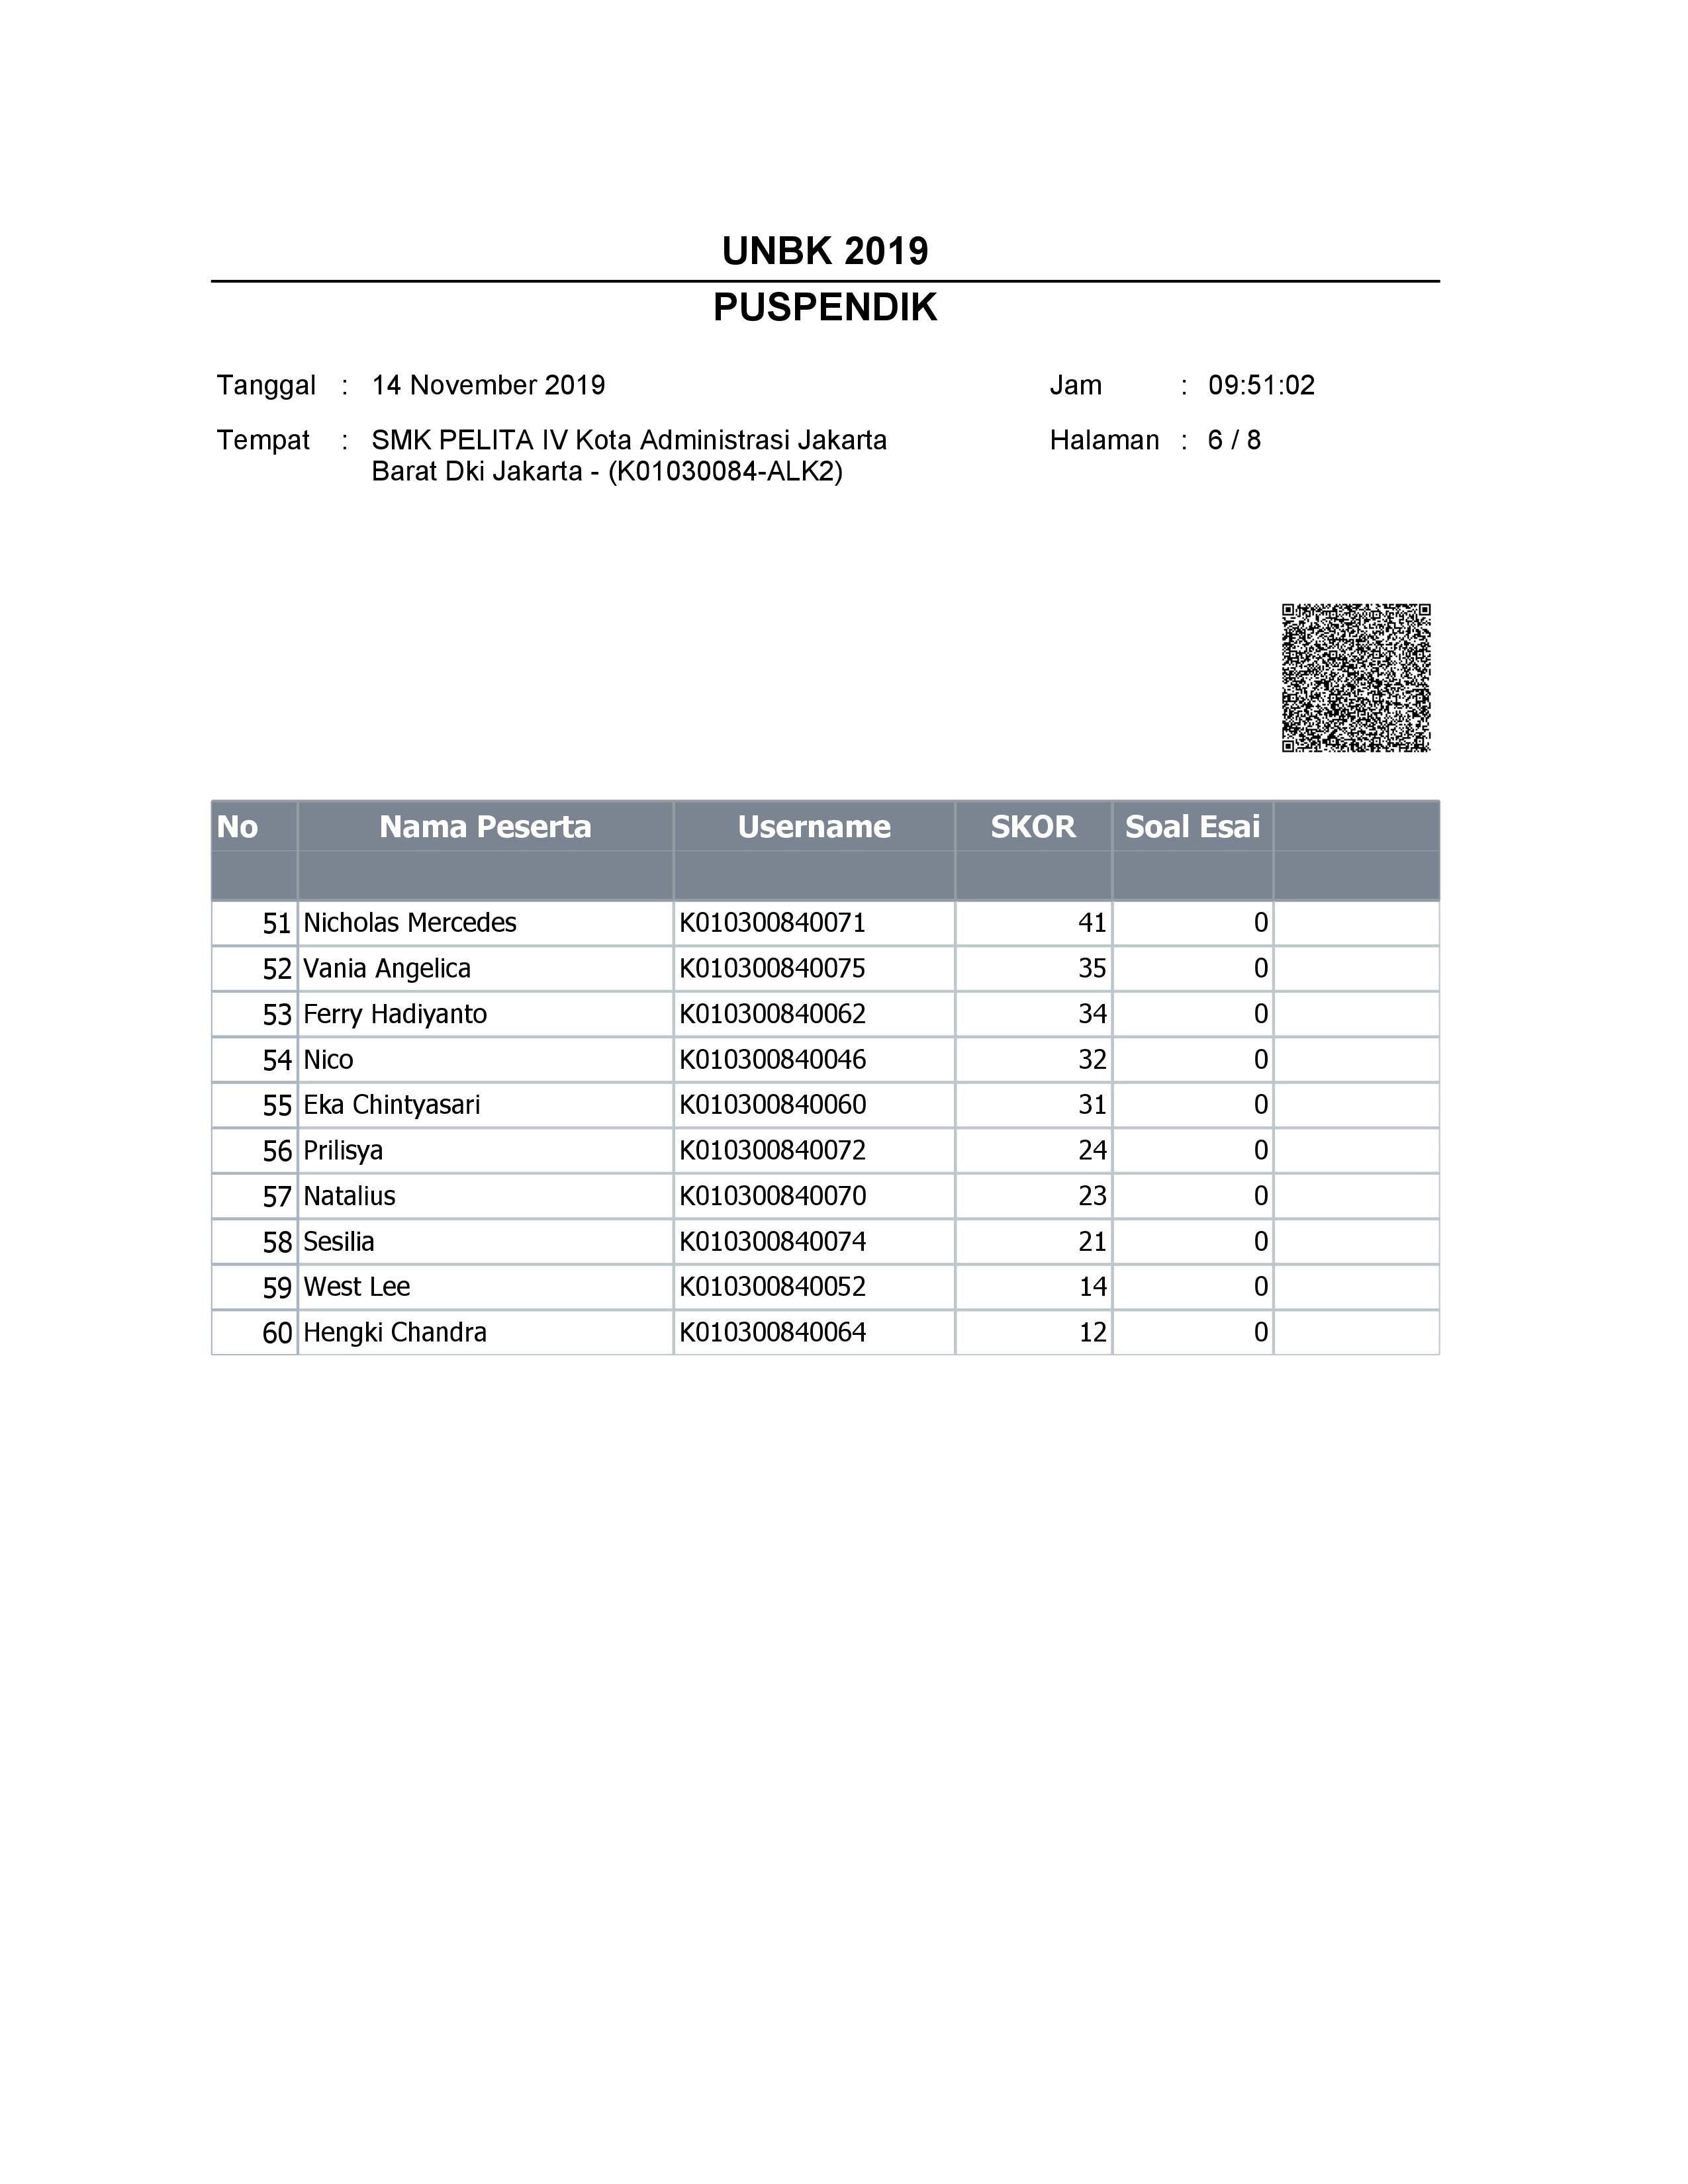 UNBK 2019
PUSPENDIK
Tanggal : 14 November 2019 Jam : 09:51:02
Tempat : SMK PELITA IV Kota Administrasi Jakarta Halaman : 6 / 8
Barat Dki Jakarta - (K01030084-ALK2)
No Nama Peserta Username SKOR Soal Esai
51 Nicholas Mercedes K010300840071 41 0
52 Vania Angelica K010300840075 35 0
53 Ferry Hadiyanto K010300840062 34 0
54 Nico K010300840046 32 0
55 Eka Chintyasari K010300840060 31 0
56 Prilisya K010300840072 24 0
57 Natalius K010300840070 23 0
58 Sesilia K010300840074 21 0
59 West Lee K010300840052 14 0
60 Hengki Chandra K010300840064 12 0